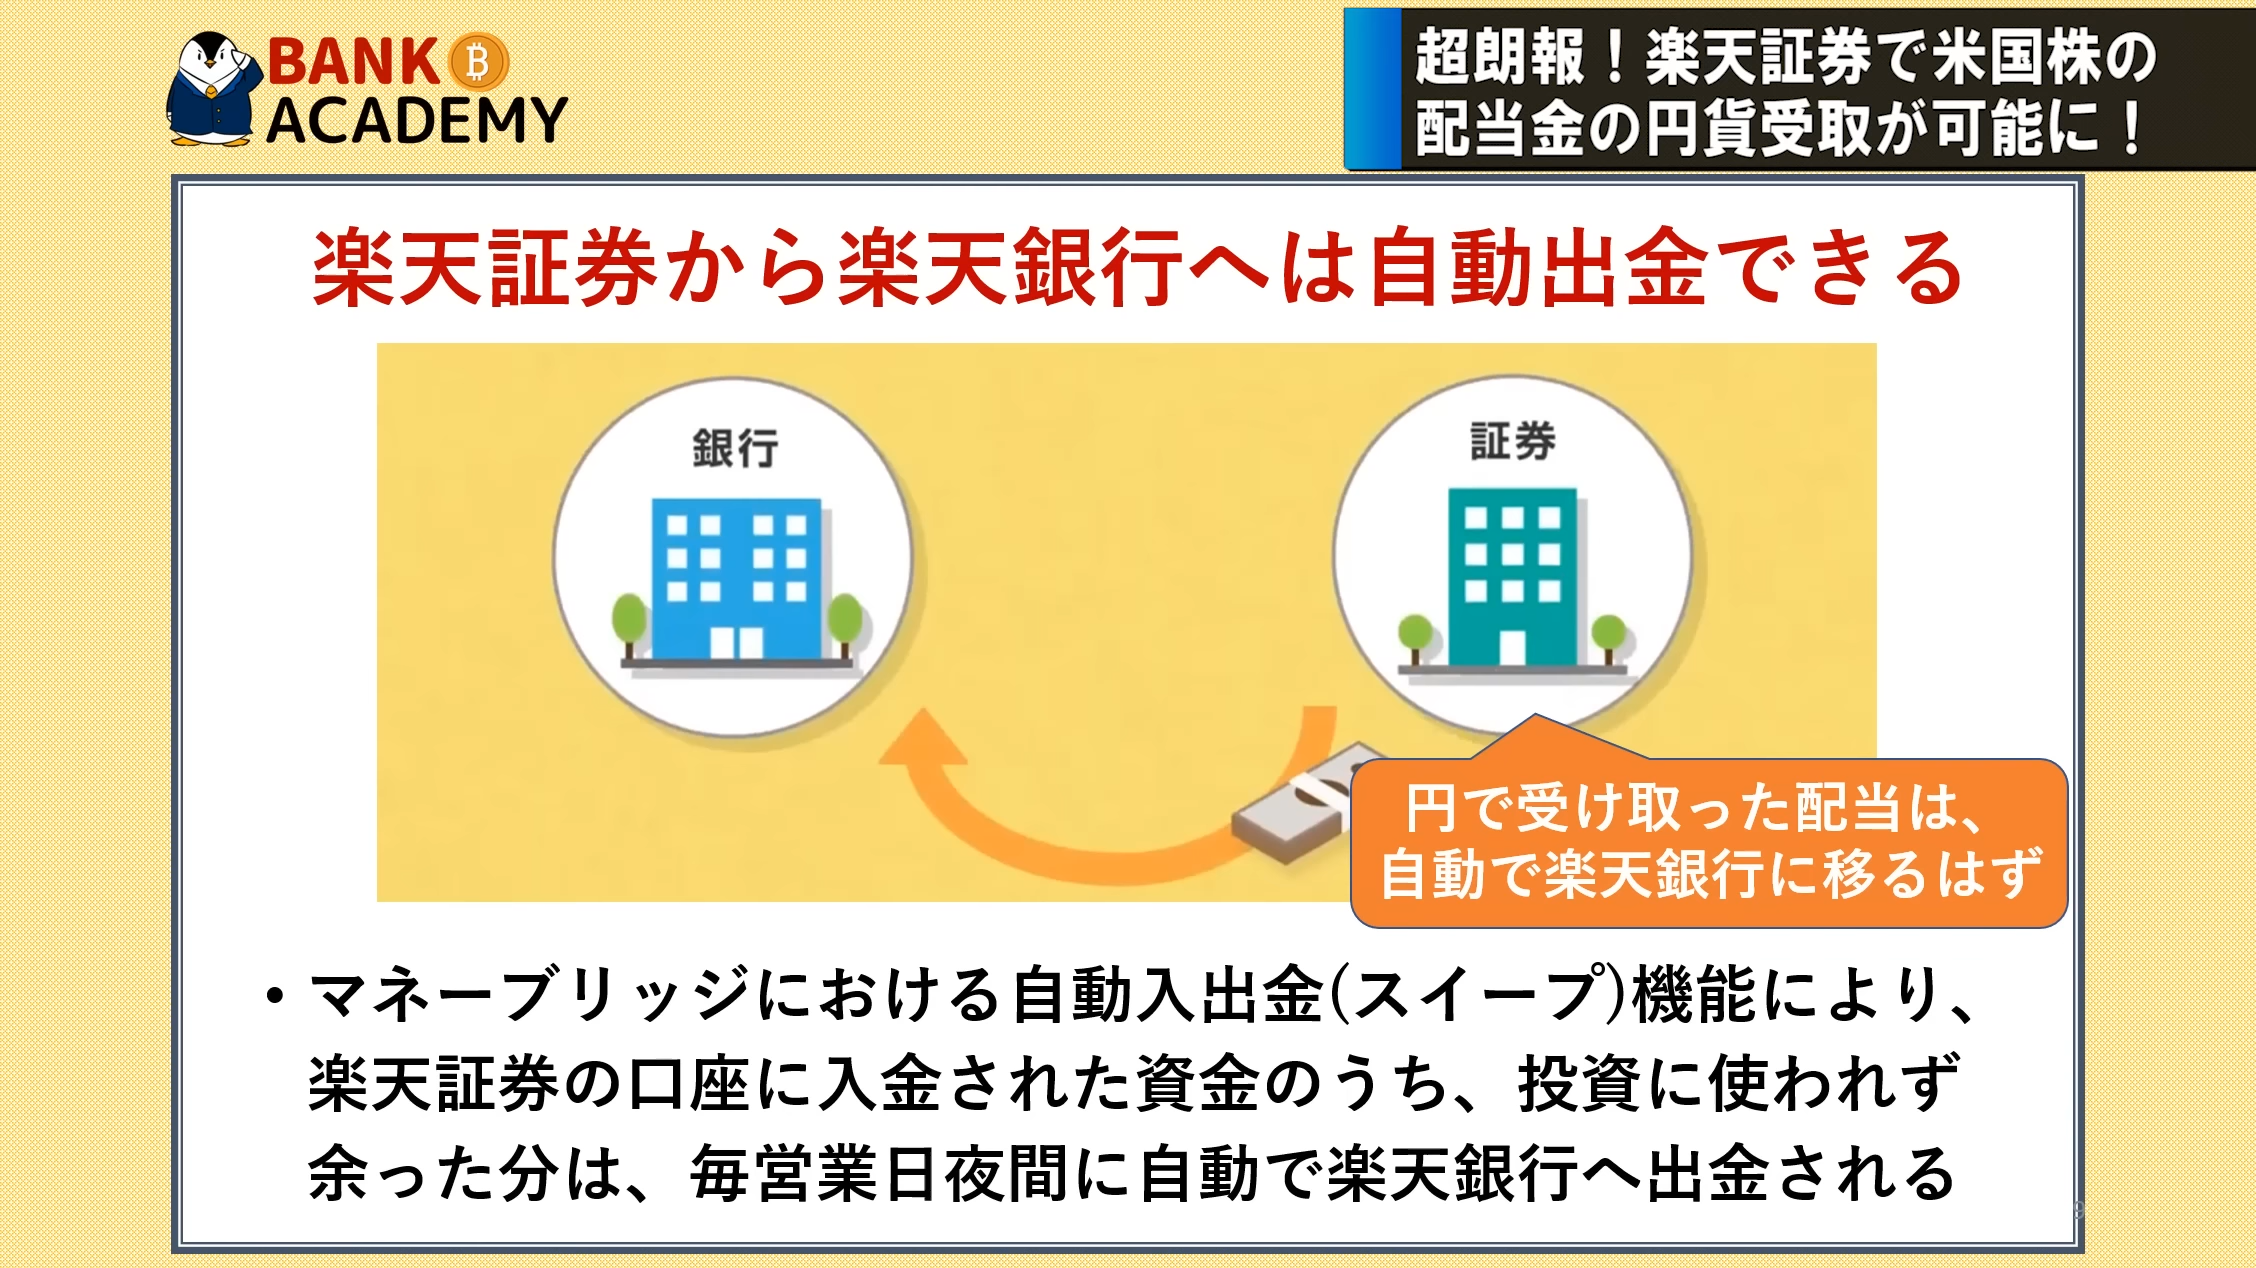 BANK
ACADEMY
超朗報！楽天証券で米国株の
配当金の円貨受取が可能に！
楽天証券から楽天銀行へは自動出金できる
銀行
証券
円で受け取った配当は、
自動で楽天銀行に移るはず
・マネーブリッジにおける自動入出金(スイープ)機能により、
楽天証券の口座に入金された資金のうち、投資に使われず
余った分は、毎営業日夜間に自動で楽天銀行へ出金される
9